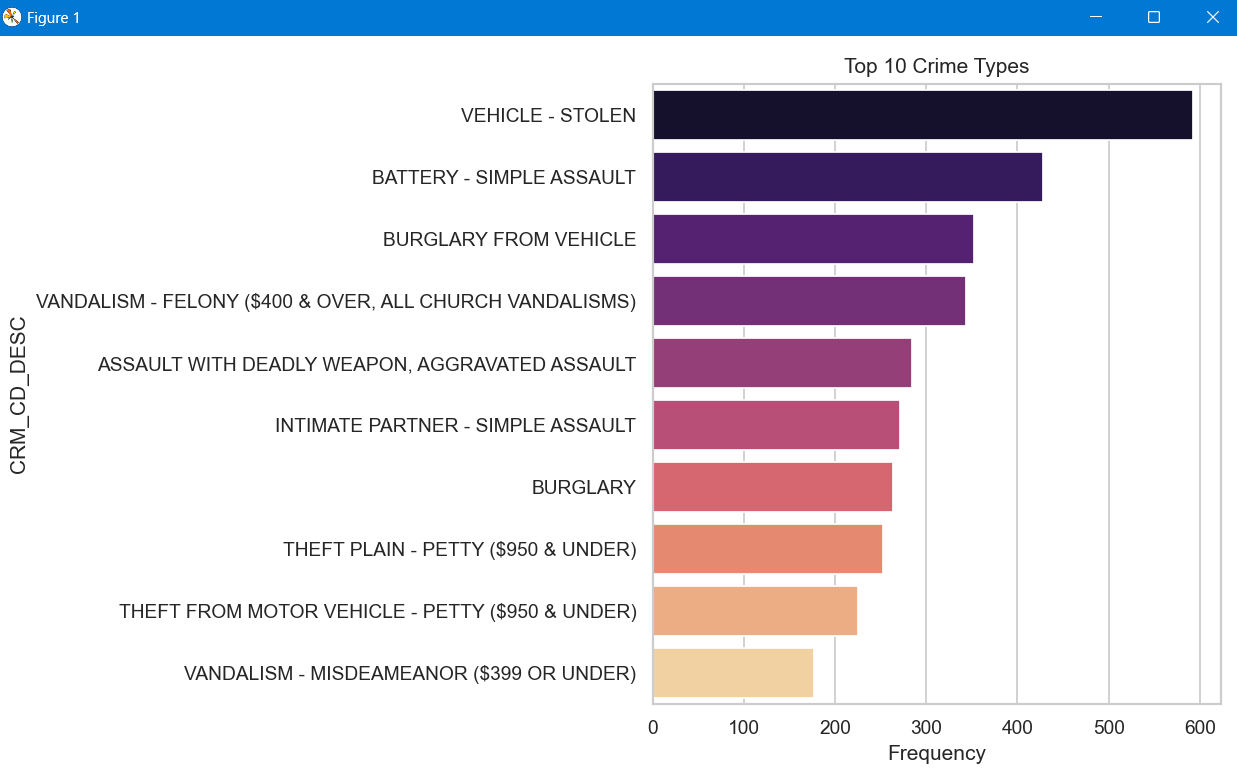 Figure 1
Top 10 Crime Types
VEHICLE - STOLEN
BATTERY - SIMPLE ASSAULT
BURGLARY FROM VEHICLE
VANDALISM - FELONY ($400 & OVER, ALL CHURCH VANDALISMS)
ASSAULT WITH DEADLY WEAPON, AGGRAVATED ASSAULT
INTIMATE PARTNER - SIMPLE ASSAULT
BURGLARY
THEFT PLAIN - PETTY ($950 & UNDER)
THEFT FROM MOTOR VEHICLE - PETTY ($950 & UNDER)
VANDALISM - MISDEAMEANOR ($399 OR UNDER)
CRM_CD_DESC
0 100 200 300 400 500 600
Frequency